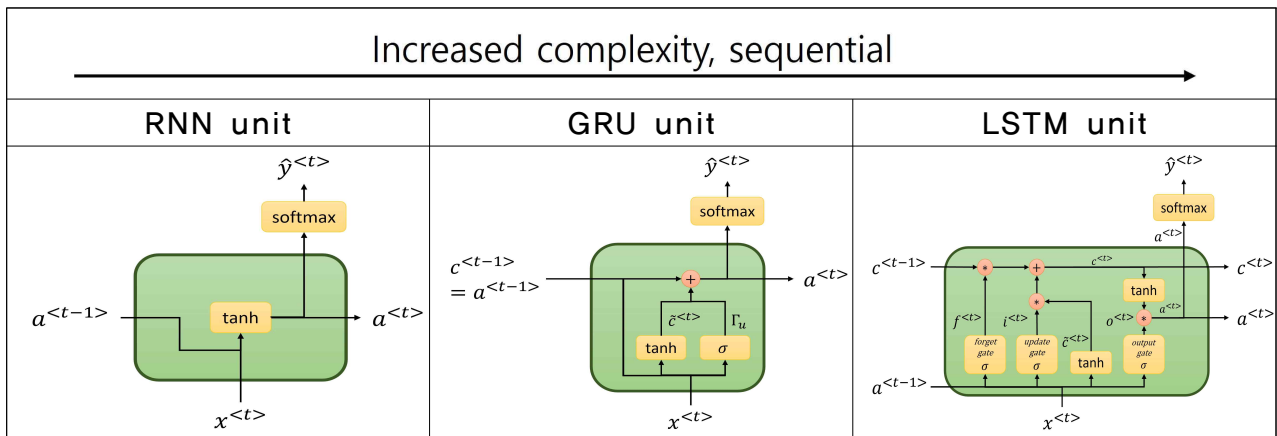 Increased complexity, sequential
RNN unit
ŷ^{<t>}
softmax
a^{<t-1>}
tanh
a^{<t>}
x^{<t>}
GRU unit
ŷ^{<t>}
softmax
c^{<t-1>}
= a^{<t-1>}
+
a^{<t>}
c̃^{<t>}
Γ_u
tanh
σ
x^{<t>}
LSTM unit
ŷ^{<t>}
softmax
a^{<t>}
c^{<t-1>}
*
+
c^{<t>}
c^{<t>}
tanh
*
f^{<t>}
i^{<t>}
c̃^{<t>}
o^{<t>}
*
a^{<t>}
a^{<t>}
forget gate σ
update gate σ
tanh
output gate σ
a^{<t-1>}
x^{<t>}